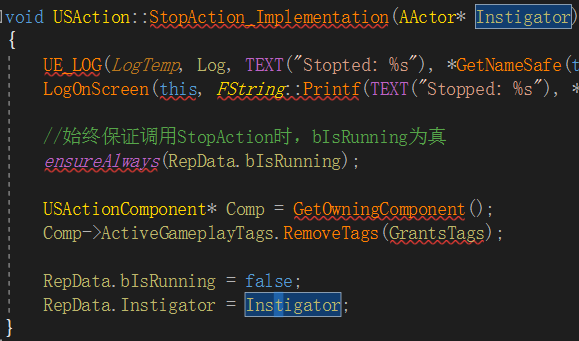 void USAction::StopAction_Implementation(AActor* Instigator)
{
UE_LOG(LogTemp, Log, TEXT("Stopted: %s"), *GetNameSafe(t
LogOnScreen(this, FString::Printf(TEXT("Stopped: %s"), *
//始终保证调用StopAction时，bIsRunning为真
ensureAlways(RepData.bIsRunning);
USActionComponent* Comp = GetOwningComponent();
Comp->ActiveGameplayTags.RemoveTags(GrantsTags);
RepData.bIsRunning = false;
RepData.Instigator = Instigator;
}